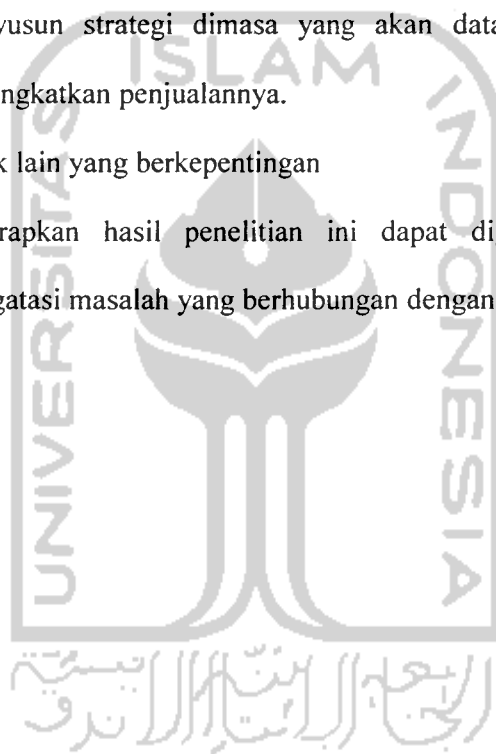 yusun strategi dimasa yang akan data
ingkatkan penjualannya.
k lain yang berkepentingan
rapkan hasil penelitian ini dapat di
gatasi masalah yang berhubungan dengan
ISLAM
UNIVERSITAS
INDONESIA